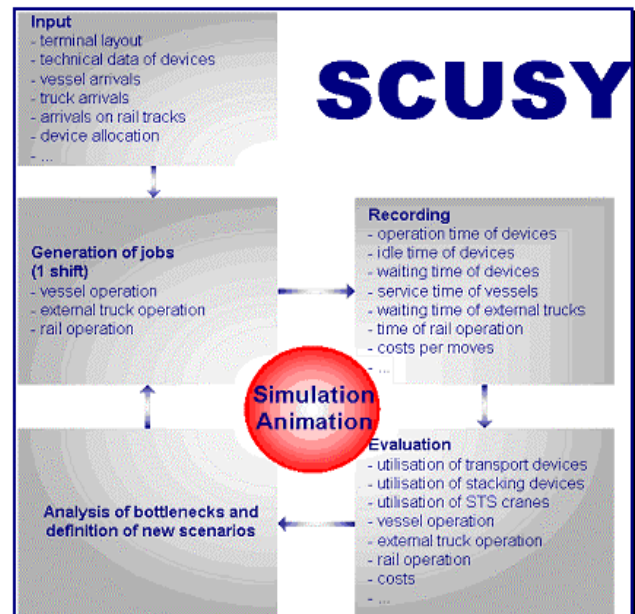 Input
- terminal layout
- technical data of devices
- vessel arrivals
- truck arrivals
- arrivals on rail tracks
- device allocation
- ...
SCUSY
Generation of jobs
(1 shift)
- vessel operation
- external truck operation
- rail operation
Recording
- operation time of devices
- idle time of devices
- waiting time of devices
- service time of vessels
- waiting time of external trucks
- time of rail operation
- costs per moves
- ...
Simulation
Animation
Evaluation
- utilisation of transport devices
- utilisation of stacking devices
- utilisation of STS cranes
- vessel operation
- external truck operation
- rail operation
- costs
- ...
Analysis of bottlenecks and
definition of new scenarios